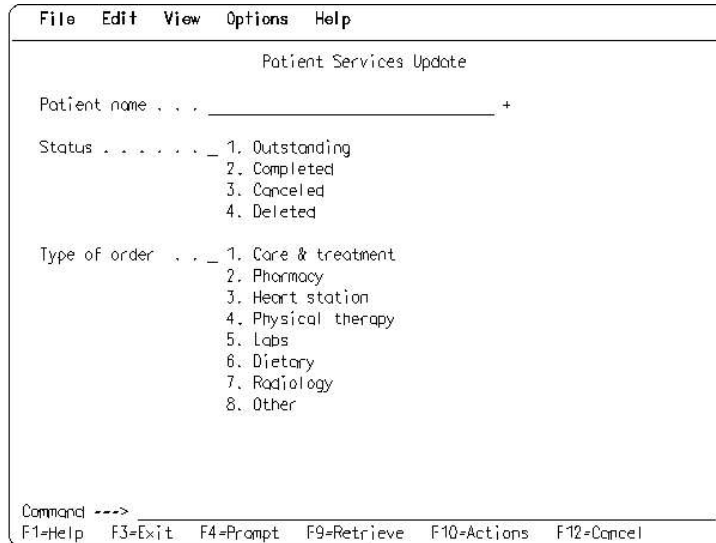 File Edit View Options Help
Patient Services Update
Patient name . . . ______________________________ +
Status . . . . . . _ 1. Outstanding
2. Completed
3. Canceled
4. Deleted
Type of order . . _ 1. Care & treatment
2. Pharmacy
3. Heart station
4. Physical therapy
5. Labs
6. Dietary
7. Radiology
8. Other
Command ---> ______________________________
F1=Help F3=Exit F4=Prompt F9=Retrieve F10=Actions F12=Cancel